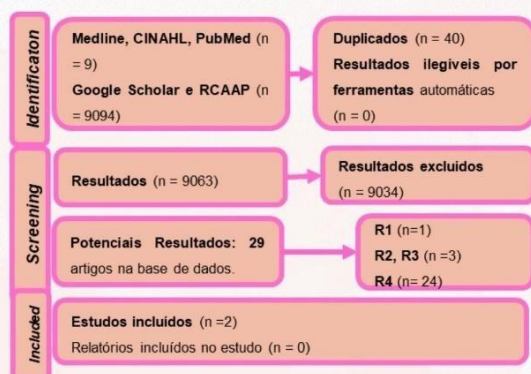 Identificaton
Medline, CINAHL, PubMed (n
= 9)
Google Scholar e RCAAP (n
= 9094)
Duplicados (n = 40)
Resultados ilegíveis por
ferramentas automáticas
(n = 0)
Screening
Resultados (n = 9063)
Resultados excluidos
(n = 9034)
Potenciais Resultados: 29
artigos na base de dados.
R1 (n=1)
R2, R3 (n =3)
R4 (n= 24)
Included
Estudos incluídos (n =2)
Relatórios incluídos no estudo (n = 0)